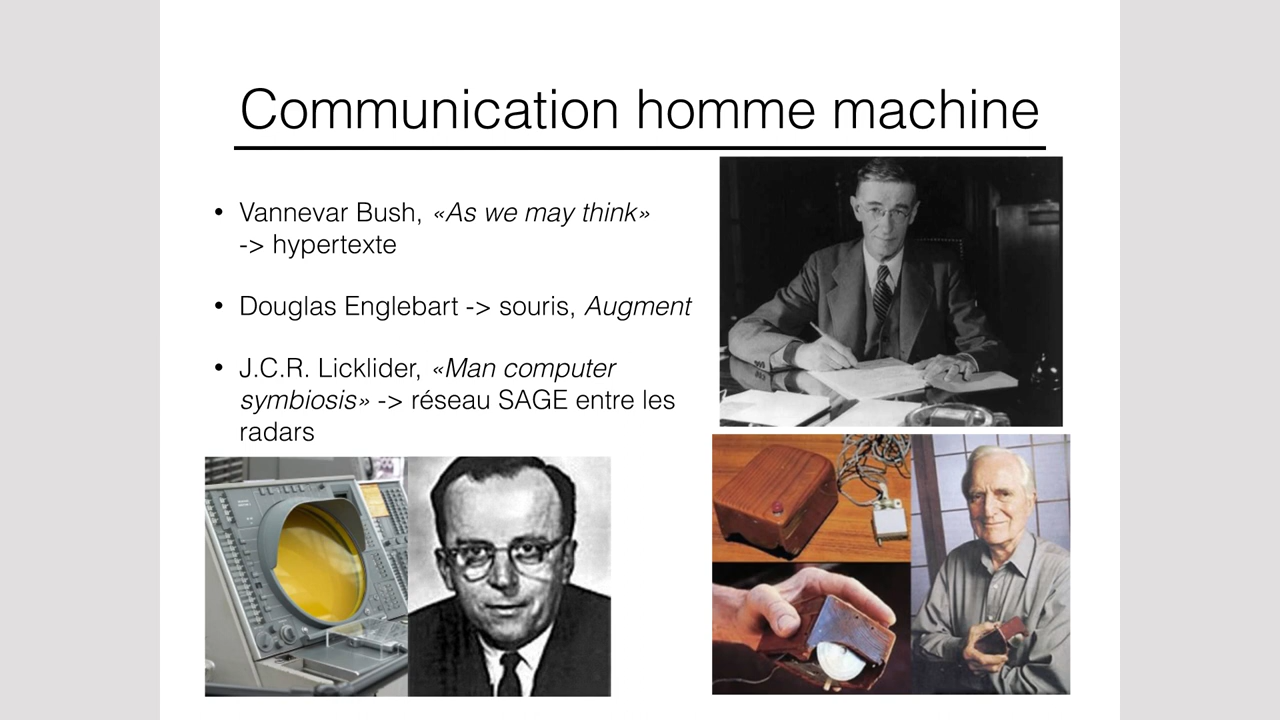 Communication homme machine
• Vannevar Bush, «As we may think»
-> hypertexte
• Douglas Englebart -> souris, Augment
• J.C.R. Licklider, «Man computer
symbiosis» -> réseau SAGE entre les
radars